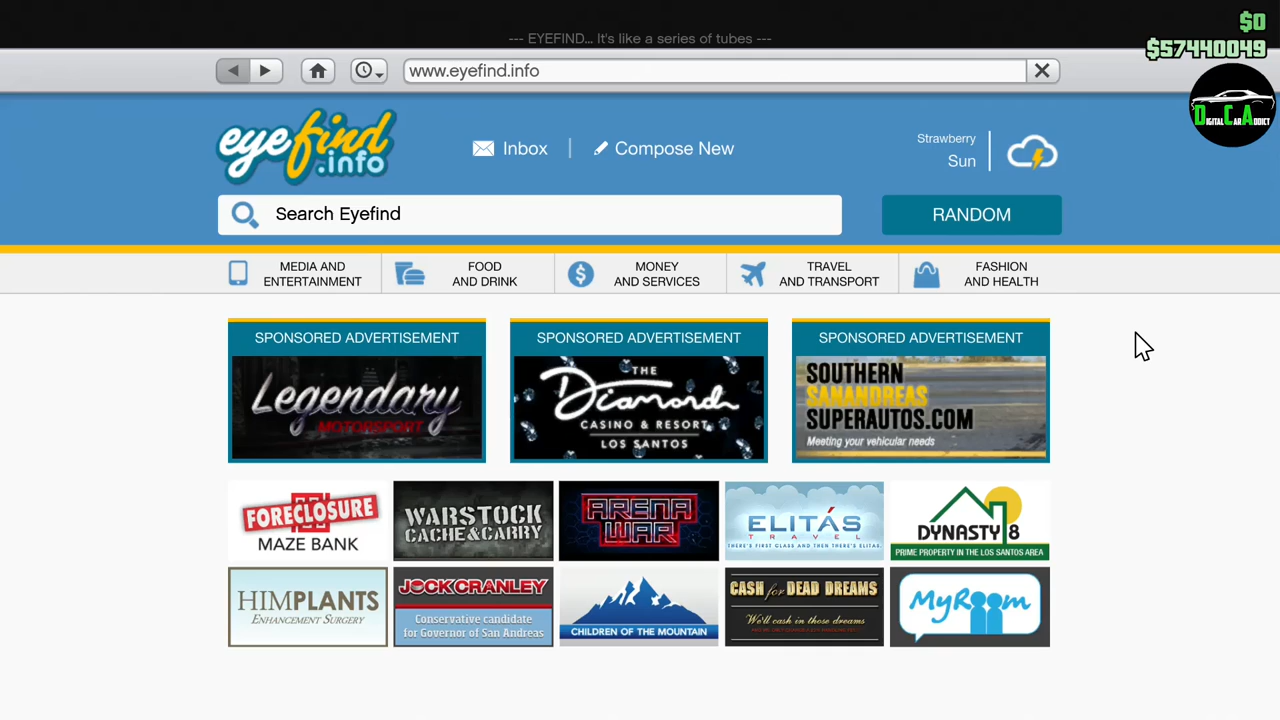 $0
--- EYEFIND... It's like a series of tubes ---
$57440049
www.eyefind.info
DIGITAL CAR ADDICT
eyefind
.info
Inbox
Compose New
Strawberry
Sun
Search Eyefind
RANDOM
MEDIA AND
ENTERTAINMENT
FOOD
AND DRINK
MONEY
AND SERVICES
TRAVEL
AND TRANSPORT
FASHION
AND HEALTH
SPONSORED ADVERTISEMENT
Legendary
MOTORSPORT
SPONSORED ADVERTISEMENT
THE
Diamond
CASINO & RESORT
LOS SANTOS
SPONSORED ADVERTISEMENT
SOUTHERN
SANANDREAS
SUPERAUTOS.COM
Meeting your vehicular needs
FORECLOSURE
MAZE BANK
WARSTOCK
CACHE & CARRY
ARENA
WAR
ELITÁS
TRAVEL
THERE'S FIRST CLASS AND THEN THERE'S ELITAS.
DYNASTY 8
PRIME PROPERTY IN THE LOS SANTOS AREA
HIMPLANTS
ENHANCEMENT SURGERY
JOCK CRANLEY
Conservative candidate
for Governor of San Andreas
CHILDREN OF THE MOUNTAIN
CASH for DEAD DREAMS
We'll cash in those dreams
MyRoom